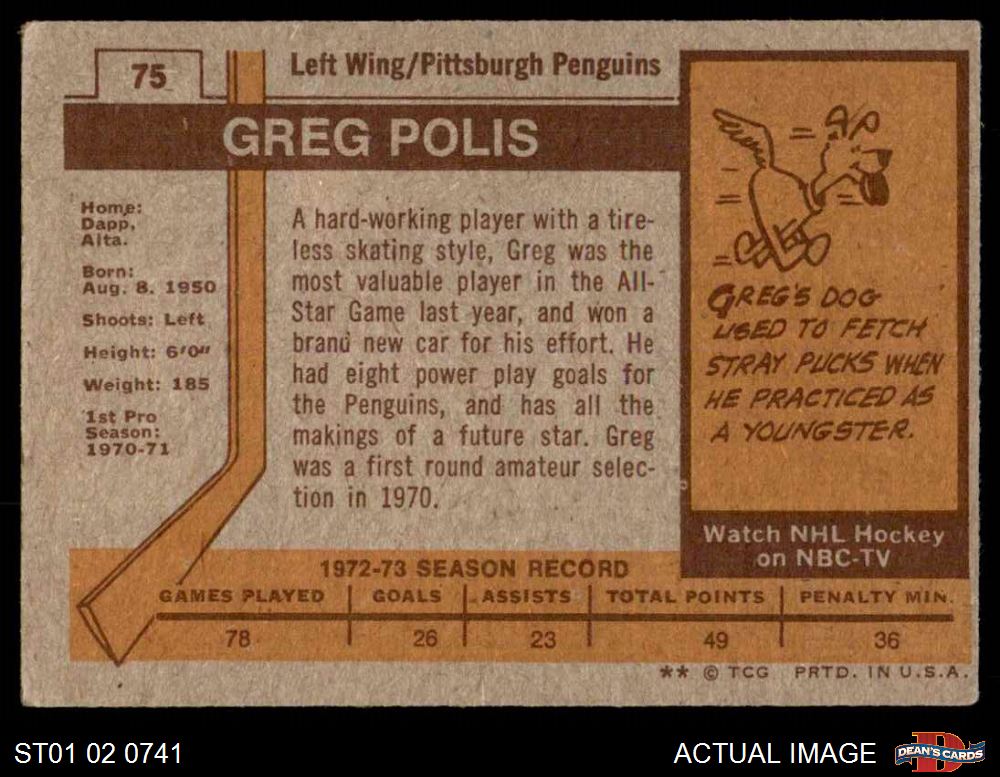 75
Left Wing/Pittsburgh Penguins
GREG POLIS
Home:
Dapp,
Alta.
Born:
Aug. 8, 1950
Shoots: Left
Height: 6'0"
Weight: 185
1st Pro
Season:
1970-71
A hard-working player with a tire-
less skating style, Greg was the
most valuable player in the All-
Star Game last year, and won a
brand new car for his effort. He
had eight power play goals for
the Penguins, and has all the
makings of a future star. Greg
was a first round amateur selec-
tion in 1970.
GREG'S DOG
USED TO FETCH
STRAY PUCKS WHEN
HE PRACTICED AS
A YOUNGSTER.
Watch NHL Hockey
on NBC-TV
1972-73 SEASON RECORD
GAMES PLAYED GOALS ASSISTS TOTAL POINTS PENALTY MIN.
78 26 23 49 36
** © TCG PRTD. IN U.S.A.
ST01 02 0741
ACTUAL IMAGE
D
DEAN'S CARDS